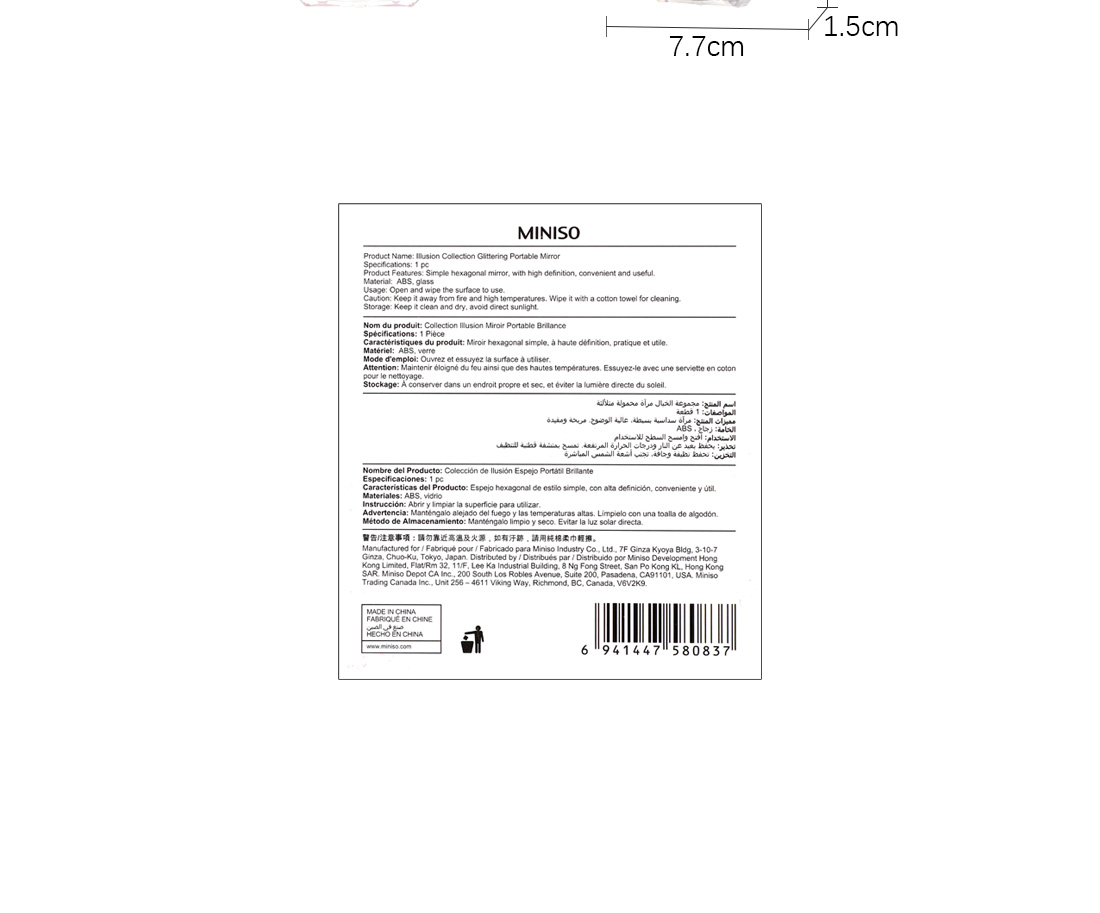 1.5cm
7.7cm
MINISO
Product Name: Illusion Collection Glittering Portable Mirror
Specifications: 1 pc
Product Features: Simple hexagonal mirror, with high definition, convenient and useful.
Material: ABS, glass
Usage: Open and wipe the surface to use.
Caution: Keep it away from fire and high temperatures. Wipe it with a cotton towel for cleaning.
Storage: Keep it clean and dry, avoid direct sunlight.
Nom du produit: Collection Illusion Miroir Portable Brillance
Spécifications: 1 Pièce
Caractéristiques du produit: Miroir hexagonal simple, à haute définition, pratique et utile.
Matériel: ABS, verre
Mode d'emploi: Ouvrez et essuyez la surface à utiliser.
Attention: Maintenir éloigné du feu ainsi que des hautes températures. Essuyez-le avec une serviette en coton
pour le nettoyage.
Stockage: À conserver dans un endroit propre et sec, et éviter la lumière directe du soleil.
اسم المنتج: مجموعة الخيال مرآة محمولة متلألئة
المواصفات: 1 قطعة
مميزات المنتج: مرآة سداسية بسيطة، عالية الوضوح، مريحة ومفيدة
الخامة: زجاج ، ABS
الاستخدام: افتح وامسح السطح للاستخدام
تحذير: يحفظ بعيد عن النار ودرجات الحرارة المرتفعة. تمسح بمنشفة قطنية للتنظيف
التخزين: تحفظ نظيفة وجافة، تجنب أشعة الشمس المباشرة
Nombre del Producto: Colección de Ilusión Espejo Portátil Brillante
Especificaciones: 1 pc
Características del Producto: Espejo hexagonal de estilo simple, con alta definición, conveniente y útil.
Materiales: ABS, vidrio
Instrucción: Abrir y limpiar la superficie para utilizar.
Advertencia: Manténgalo alejado del fuego y las temperaturas altas. Límpielo con una toalla de algodón.
Método de Almacenamiento: Manténgalo limpio y seco. Evitar la luz solar directa.
警告/注意事項：請勿靠近高溫及火源，如有汙跡，請用純棉柔巾輕擦。
Manufactured for / Fabriqué pour / Fabricado para Miniso Industry Co., Ltd., 7F Ginza Kyoya Bldg, 3-10-7
Ginza, Chuo-Ku, Tokyo, Japan. Distributed by / Distribués par / Distribuido por Miniso Development Hong
Kong Limited, Flat/Rm 32, 11/F, Lee Ka Industrial Building, 8 Ng Fong Street, San Po Kong KL, Hong Kong
SAR. Miniso Depot CA Inc., 200 South Los Robles Avenue, Suite 200, Pasadena, CA91101, USA. Miniso
Trading Canada Inc., Unit 256 – 4611 Viking Way, Richmond, BC, Canada, V6V2K9.
MADE IN CHINA
FABRIQUÉ EN CHINE
صنع في الصين
HECHO EN CHINA
www.miniso.com
6 941447 580837